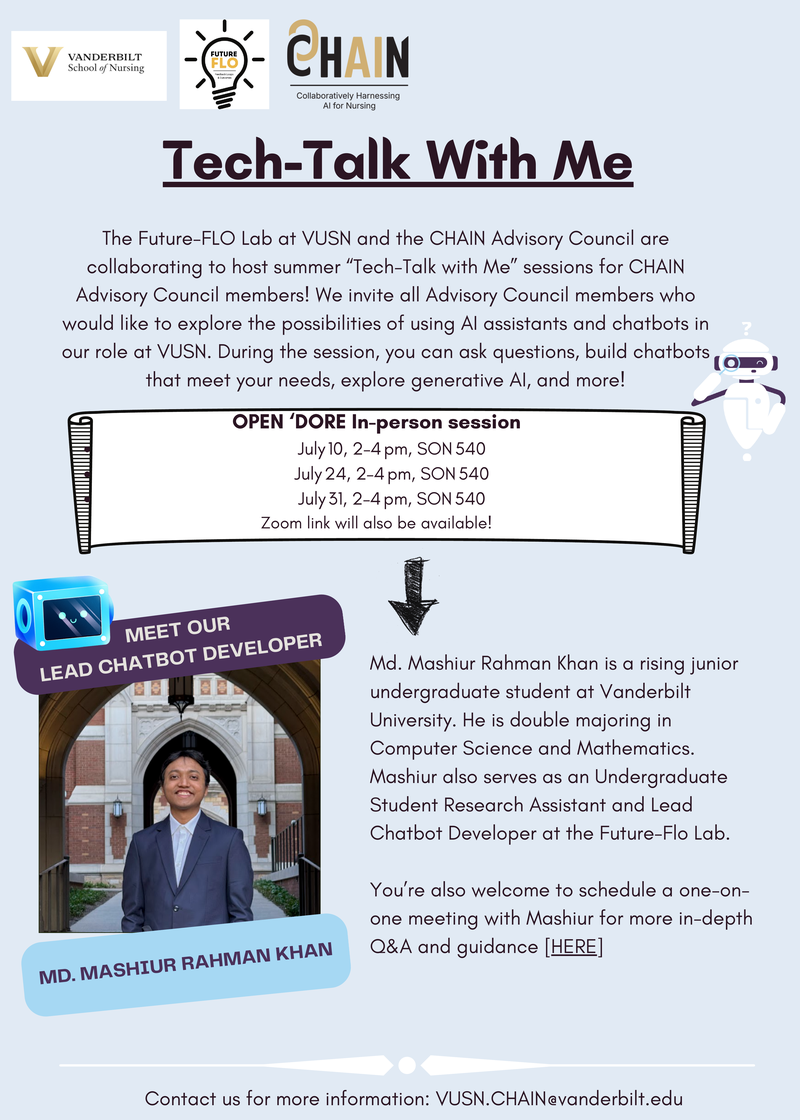 VANDERBILT
School of Nursing
FUTURE
FLO
CHAIN
Collaboratively Harnessing
AI for Nursing
Tech-Talk With Me
The Future-FLO Lab at VUSN and the CHAIN Advisory Council are
collaborating to host summer “Tech-Talk with Me” sessions for CHAIN
Advisory Council members! We invite all Advisory Council members who
would like to explore the possibilities of using AI assistants and chatbots in
our role at VUSN. During the session, you can ask questions, build chatbots
that meet your needs, explore generative AI, and more!
?
OPEN ‘DORE In-person session
July 10, 2-4 pm, SON 540
July 24, 2-4 pm, SON 540
July 31, 2-4 pm, SON 540
Zoom link will also be available!
MEET OUR
LEAD CHATBOT DEVELOPER
Md. Mashiur Rahman Khan is a rising junior
undergraduate student at Vanderbilt
University. He is double majoring in
Computer Science and Mathematics.
Mashiur also serves as an Undergraduate
Student Research Assistant and Lead
Chatbot Developer at the Future-Flo Lab.
You’re also welcome to schedule a one-on-
one meeting with Mashiur for more in-depth
Q&A and guidance [HERE]
MD. MASHIUR RAHMAN KHAN
Contact us for more information: VUSN.CHAIN@vanderbilt.edu